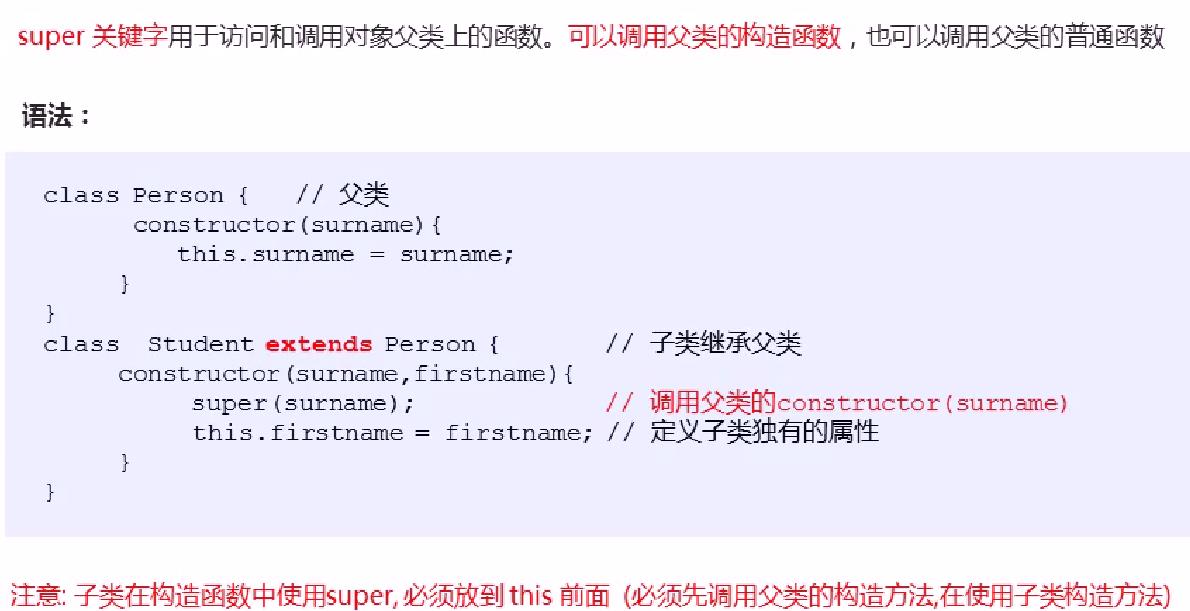 super 关键字用于访问和调用对象父类上的函数。可以调用父类的构造函数，也可以调用父类的普通函数
语法：
class Person {   // 父类
      constructor(surname){
         this.surname = surname;
     }
}
class  Student extends Person {       // 子类继承父类
     constructor(surname,firstname){
          super(surname);             // 调用父类的constructor(surname)
          this.firstname = firstname; // 定义子类独有的属性
     }
}
注意: 子类在构造函数中使用super, 必须放到 this 前面 (必须先调用父类的构造方法,在使用子类构造方法)